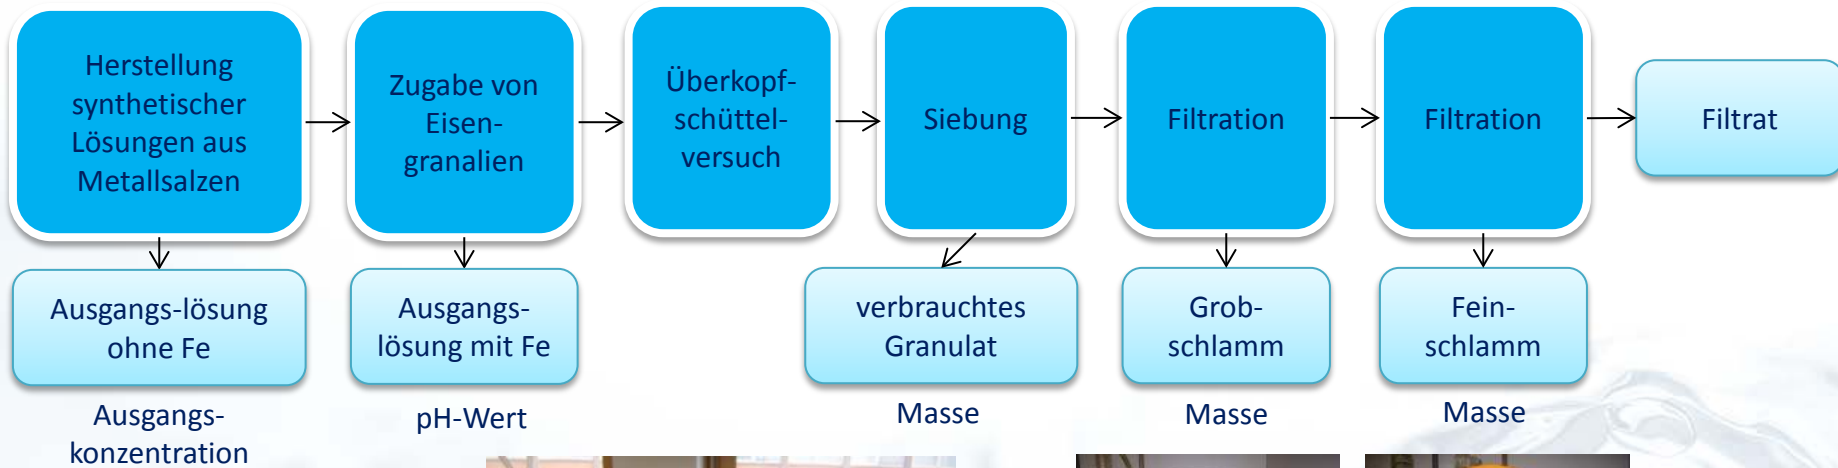 Herstellung
synthetischer
Lösungen aus
Metallsalzen
Zugabe von
Eisen-
granalien
Überkopf-
schüttel-
versuch
Siebung
Filtration
Filtration
Filtrat
Ausgangs-lösung
ohne Fe
Ausgangs-
lösung mit Fe
verbrauchtes
Granulat
Grob-
schlamm
Fein-
schlamm
Ausgangs-
konzentration
pH-Wert
Masse
Masse
Masse